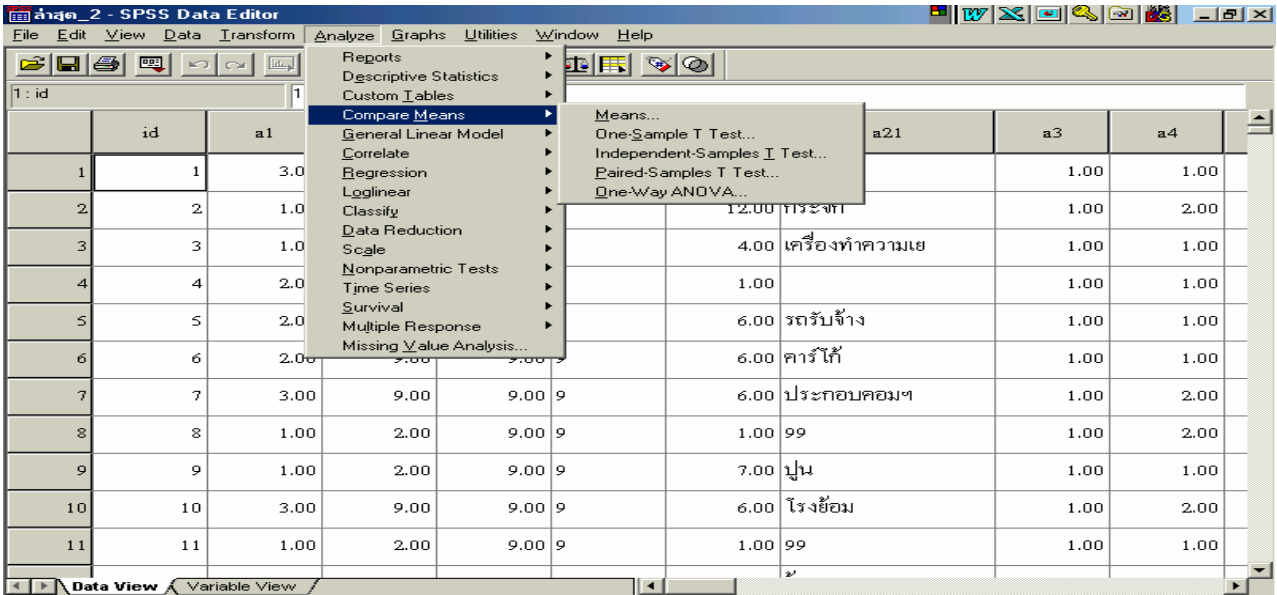 ล่าสุด_2 - SPSS Data Editor
File Edit View Data Transform Analyze Graphs Utilities Window Help
1 : id 1
Reports
Descriptive Statistics
Custom Tables
Compare Means
General Linear Model
Correlate
Regression
Loglinear
Classify
Data Reduction
Scale
Nonparametric Tests
Time Series
Survival
Multiple Response
Missing Value Analysis...
Means...
One-Sample T Test...
Independent-Samples T Test...
Paired-Samples T Test...
One-Way ANOVA...
id a1 a21 a3 a4
1 1 3.0 1.00 1.00
2 2 1.0 12.00 กระจก 1.00 2.00
3 3 1.0 4.00 เครื่องทำความเย 1.00 1.00
4 4 2.0 1.00 1.00 1.00
5 5 2.0 6.00 รถรับจ้าง 1.00 1.00
6 6 2.00 9.00 9.00 9 6.00 คาร์โก้ 1.00 1.00
7 7 3.00 9.00 9.00 9 6.00 ประกอบคอมฯ 1.00 2.00
8 8 1.00 2.00 9.00 9 1.00 99 1.00 2.00
9 9 1.00 2.00 9.00 9 7.00 ปูน 1.00 1.00
10 10 3.00 9.00 9.00 9 6.00 โรงย้อม 1.00 2.00
11 11 1.00 2.00 9.00 9 1.00 99 1.00 1.00
Data View Variable View